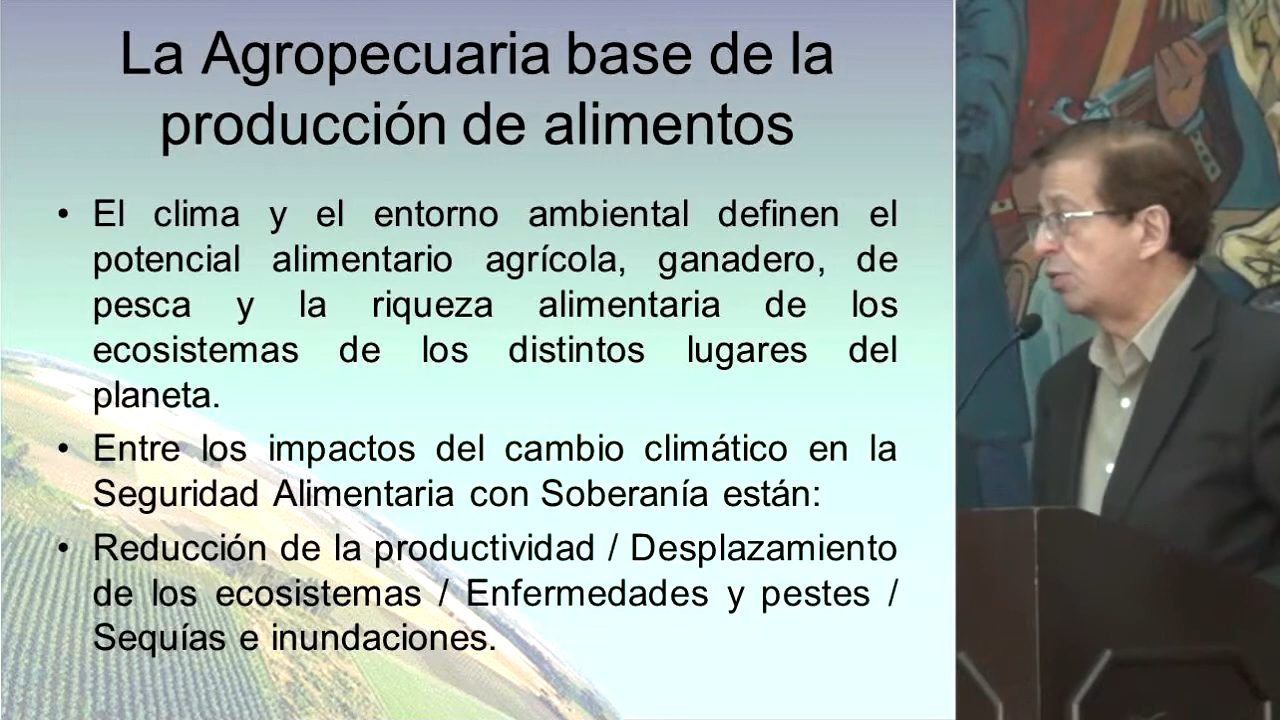 La Agropecuaria base de la
producción de alimentos
• El clima y el entorno ambiental definen el
potencial alimentario agrícola, ganadero, de
pesca y la riqueza alimentaria de los
ecosistemas de los distintos lugares del
planeta.
• Entre los impactos del cambio climático en la
Seguridad Alimentaria con Soberanía están:
• Reducción de la productividad / Desplazamiento
de los ecosistemas / Enfermedades y pestes /
Sequías e inundaciones.